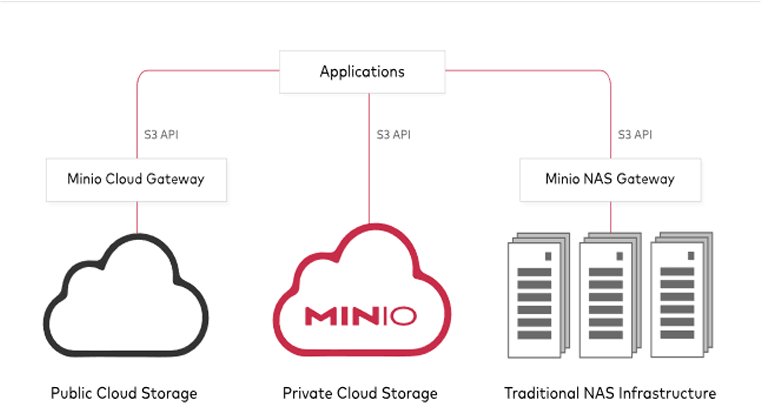 Applications
S3 API
S3 API
S3 API
Minio Cloud Gateway
Minio NAS Gateway
MINIO
Public Cloud Storage
Private Cloud Storage
Traditional NAS Infrastructure